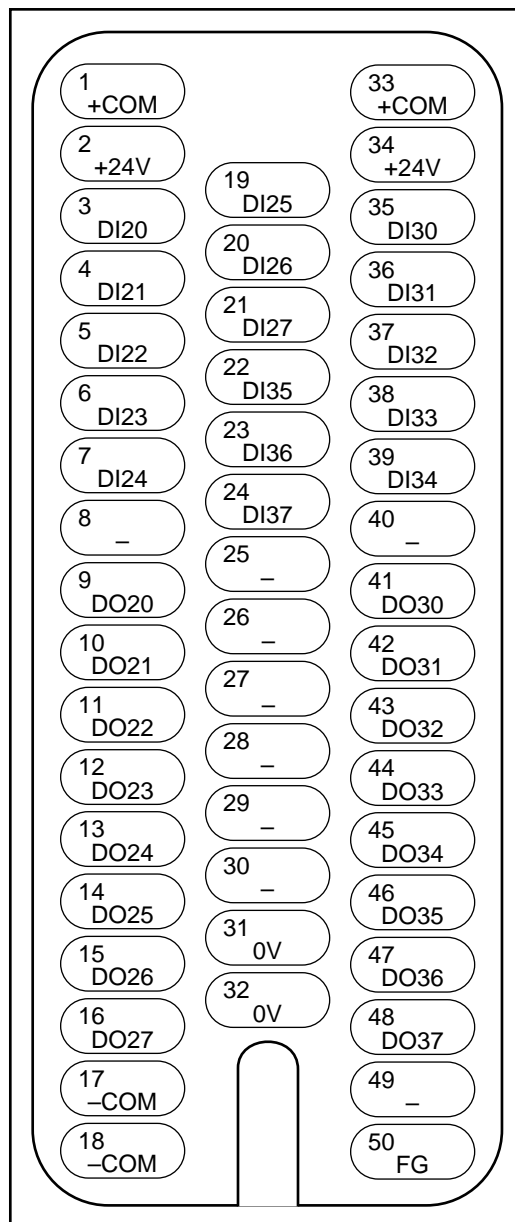 1
+COM
2
+24V
3
DI20
4
DI21
5
DI22
6
DI23
7
DI24
8
–
9
DO20
10
DO21
11
DO22
12
DO23
13
DO24
14
DO25
15
DO26
16
DO27
17
–COM
18
–COM
19
DI25
20
DI26
21
DI27
22
DI35
23
DI36
24
DI37
25
–
26
–
27
–
28
–
29
–
30
–
31
0V
32
0V
33
+COM
34
+24V
35
DI30
36
DI31
37
DI32
38
DI33
39
DI34
40
–
41
DO30
42
DO31
43
DO32
44
DO33
45
DO34
46
DO35
47
DO36
48
DO37
49
–
50
FG